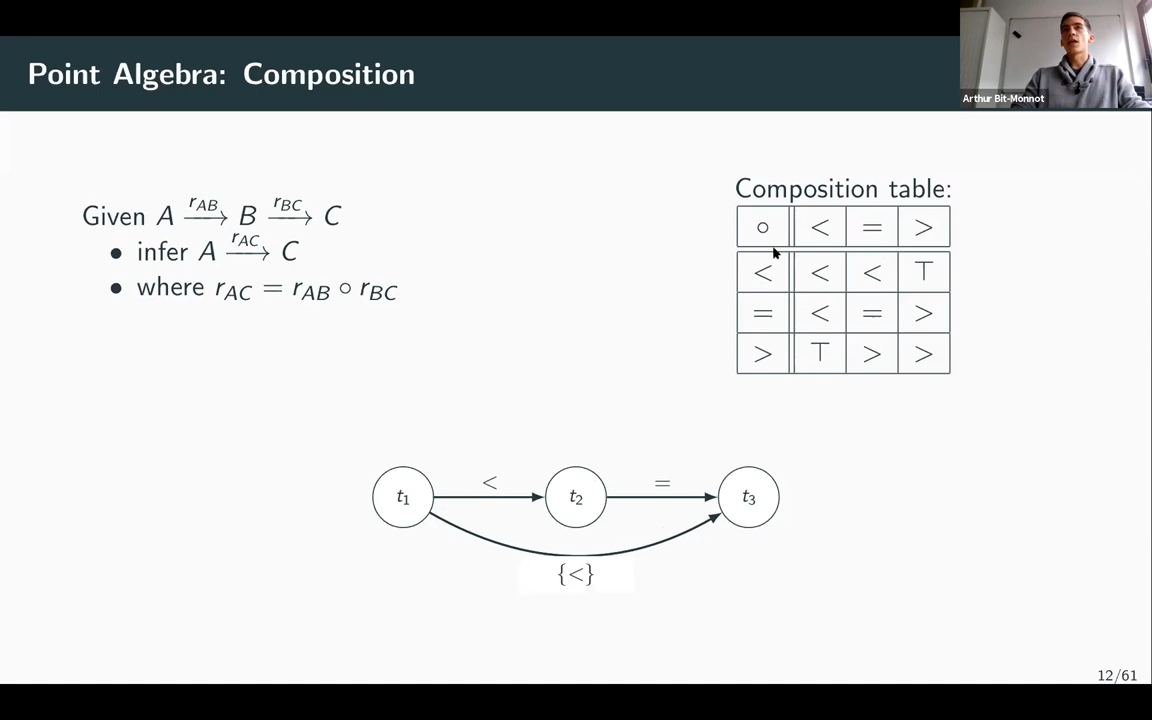 Point Algebra: Composition
Arthur Bit-Monnot
Given A r_AB⟶ B r_BC⟶ C
• infer A r_AC⟶ C
• where r_AC = r_AB ∘ r_BC
Composition table:
∘ < = >
< < < ⊤
= < = >
> ⊤ > >
t₁ < t₂ = t₃
{<}
12/61